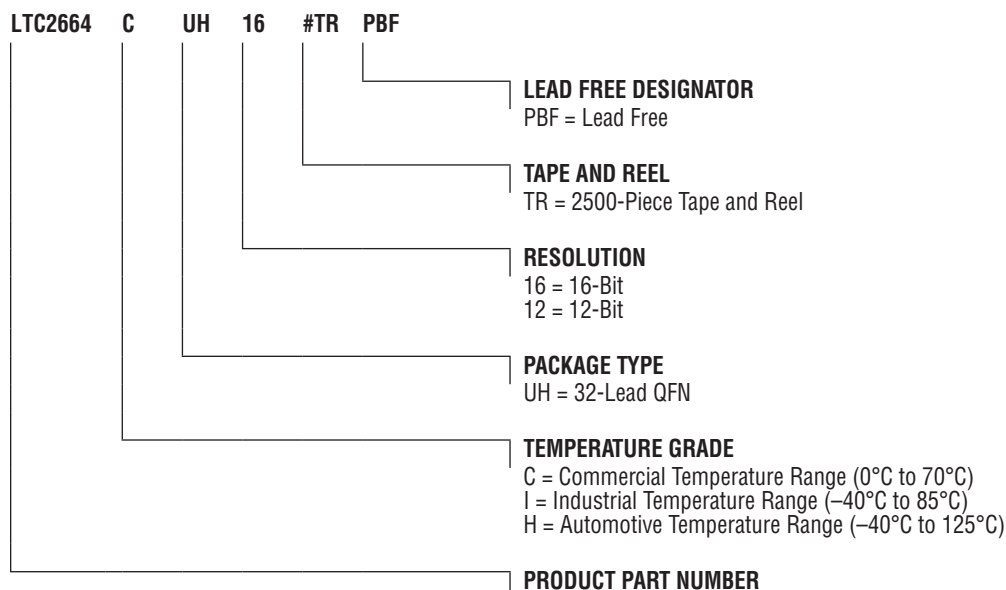 LTC2664 C UH 16 #TR PBF
LEAD FREE DESIGNATOR
PBF = Lead Free
TAPE AND REEL
TR = 2500-Piece Tape and Reel
RESOLUTION
16 = 16-Bit
12 = 12-Bit
PACKAGE TYPE
UH = 32-Lead QFN
TEMPERATURE GRADE
C = Commercial Temperature Range (0°C to 70°C)
I = Industrial Temperature Range (–40°C to 85°C)
H = Automotive Temperature Range (–40°C to 125°C)
PRODUCT PART NUMBER